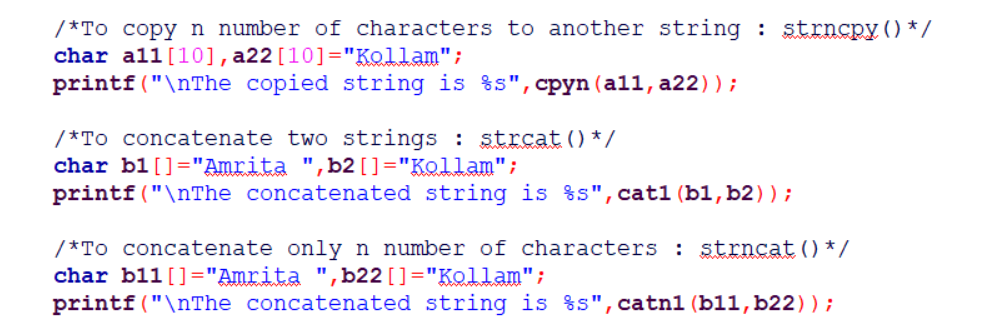 /*To copy n number of characters to another string : strncpy()*/
char a11[10],a22[10]="Kollam";
printf("\nThe copied string is %s",cpyn(a11,a22));
/*To concatenate two strings : strcat()*/
char b1[]="Amrita ",b2[]="Kollam";
printf("\nThe concatenated string is %s",cat1(b1,b2));
/*To concatenate only n number of characters : strncat()*/
char b11[]="Amrita ",b22[]="Kollam";
printf("\nThe concatenated string is %s",catn1(b11,b22));